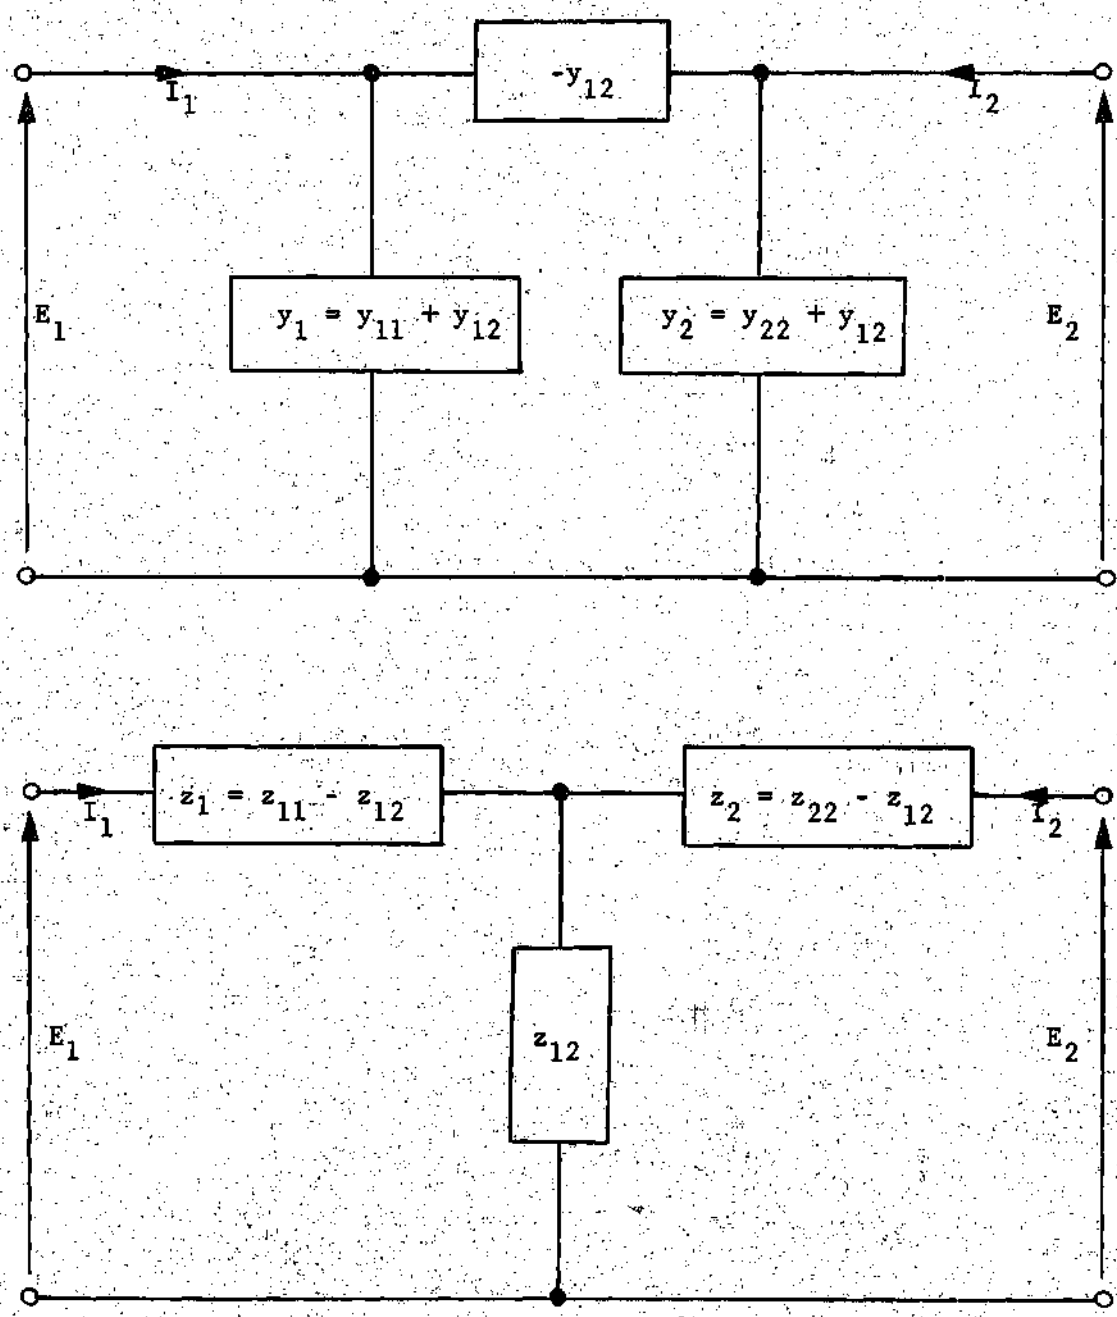 -y12
I1
I2
E1
y1 = y11 + y12
y2 = y22 + y12
E2
z1 = z11 - z12
z2 = z22 - z12
I1
I2
E1
z12
E2